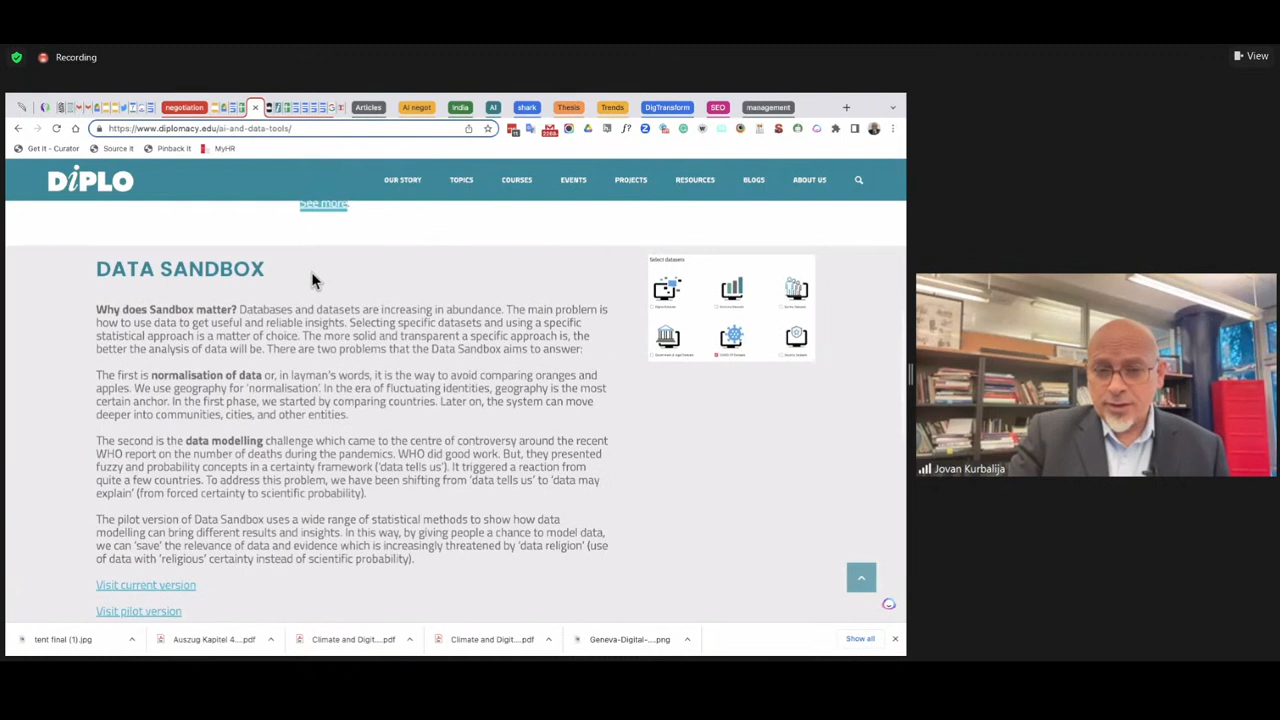 Recording
View
negotiation
Articles
AI negot
India
AI
shark
Thesis
Trends
DigTransform
SEO
management
https://www.diplomacy.edu/ai-and-data-tools/
Get It - Curator
Source it
Pinback It
MyHR
DiPLO
OUR STORY
TOPICS
COURSES
EVENTS
PROJECTS
RESOURCES
BLOGS
ABOUT US
See more
DATA SANDBOX
Select datasets
Why does Sandbox matter? Databases and datasets are increasing in abundance. The main problem is
how to use data to get useful and reliable insights. Selecting specific datasets and using a specific
statistical approach is a matter of choice. The more solid and transparent a specific approach is, the
better the analysis of data will be. There are two problems that the Data Sandbox aims to answer:
The first is normalisation of data or, in layman's words, it is the way to avoid comparing oranges and
apples. We use geography for 'normalisation'. In the era of fluctuating identities, geography is the most
certain anchor. In the first phase, we started by comparing countries. Later on, the system can move
deeper into communities, cities, and other entities.
The second is the data modelling challenge which came to the centre of controversy around the recent
WHO report on the number of deaths during the pandemics. WHO did good work. But, they presented
fuzzy and probability concepts in a certainty framework ('data tells us'). It triggered a reaction from
quite a few countries. To address this problem, we have been shifting from 'data tells us' to 'data may
explain' (from forced certainty to scientific probability).
The pilot version of Data Sandbox uses a wide range of statistical methods to show how data
modelling can bring different results and insights. In this way, by giving people a chance to model data,
we can 'save' the relevance of data and evidence which is increasingly threatened by 'data religion' (use
of data with 'religious' certainty instead of scientific probability).
Visit current version
Visit pilot version
Jovan Kurbalija
tent final (1).jpg
Auszug Kapitel 4....pdf
Climate and Digit....pdf
Climate and Digit....pdf
Geneva-Digital-....png
Show all